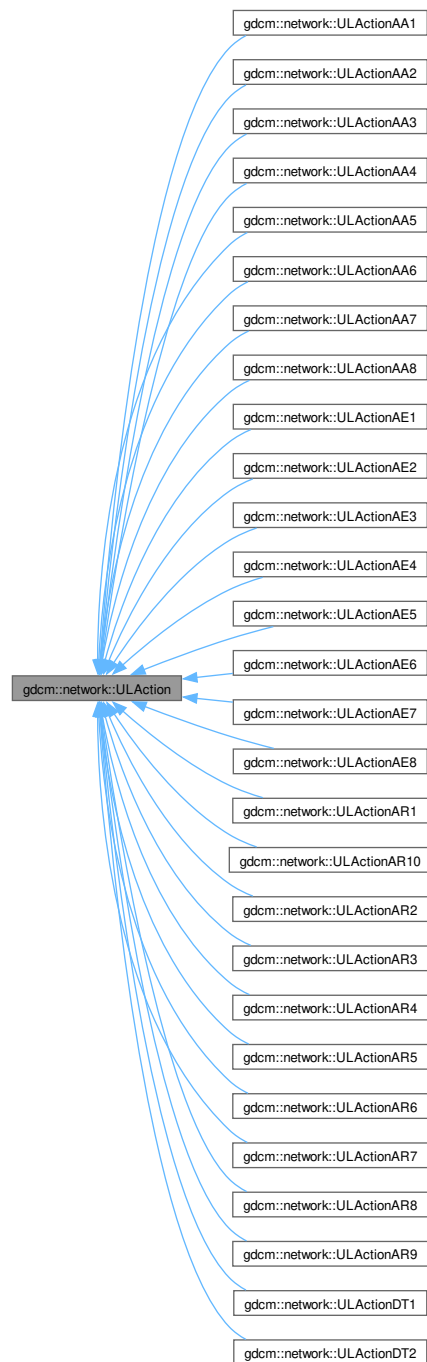 gdcm::network::ULActionAA1
gdcm::network::ULActionAA2
gdcm::network::ULActionAA3
gdcm::network::ULActionAA4
gdcm::network::ULActionAA5
gdcm::network::ULActionAA6
gdcm::network::ULActionAA7
gdcm::network::ULActionAA8
gdcm::network::ULActionAE1
gdcm::network::ULActionAE2
gdcm::network::ULActionAE3
gdcm::network::ULActionAE4
gdcm::network::ULActionAE5
gdcm::network::ULActionAE6
gdcm::network::ULAction
gdcm::network::ULActionAE7
gdcm::network::ULActionAE8
gdcm::network::ULActionAR1
gdcm::network::ULActionAR10
gdcm::network::ULActionAR2
gdcm::network::ULActionAR3
gdcm::network::ULActionAR4
gdcm::network::ULActionAR5
gdcm::network::ULActionAR6
gdcm::network::ULActionAR7
gdcm::network::ULActionAR8
gdcm::network::ULActionAR9
gdcm::network::ULActionDT1
gdcm::network::ULActionDT2